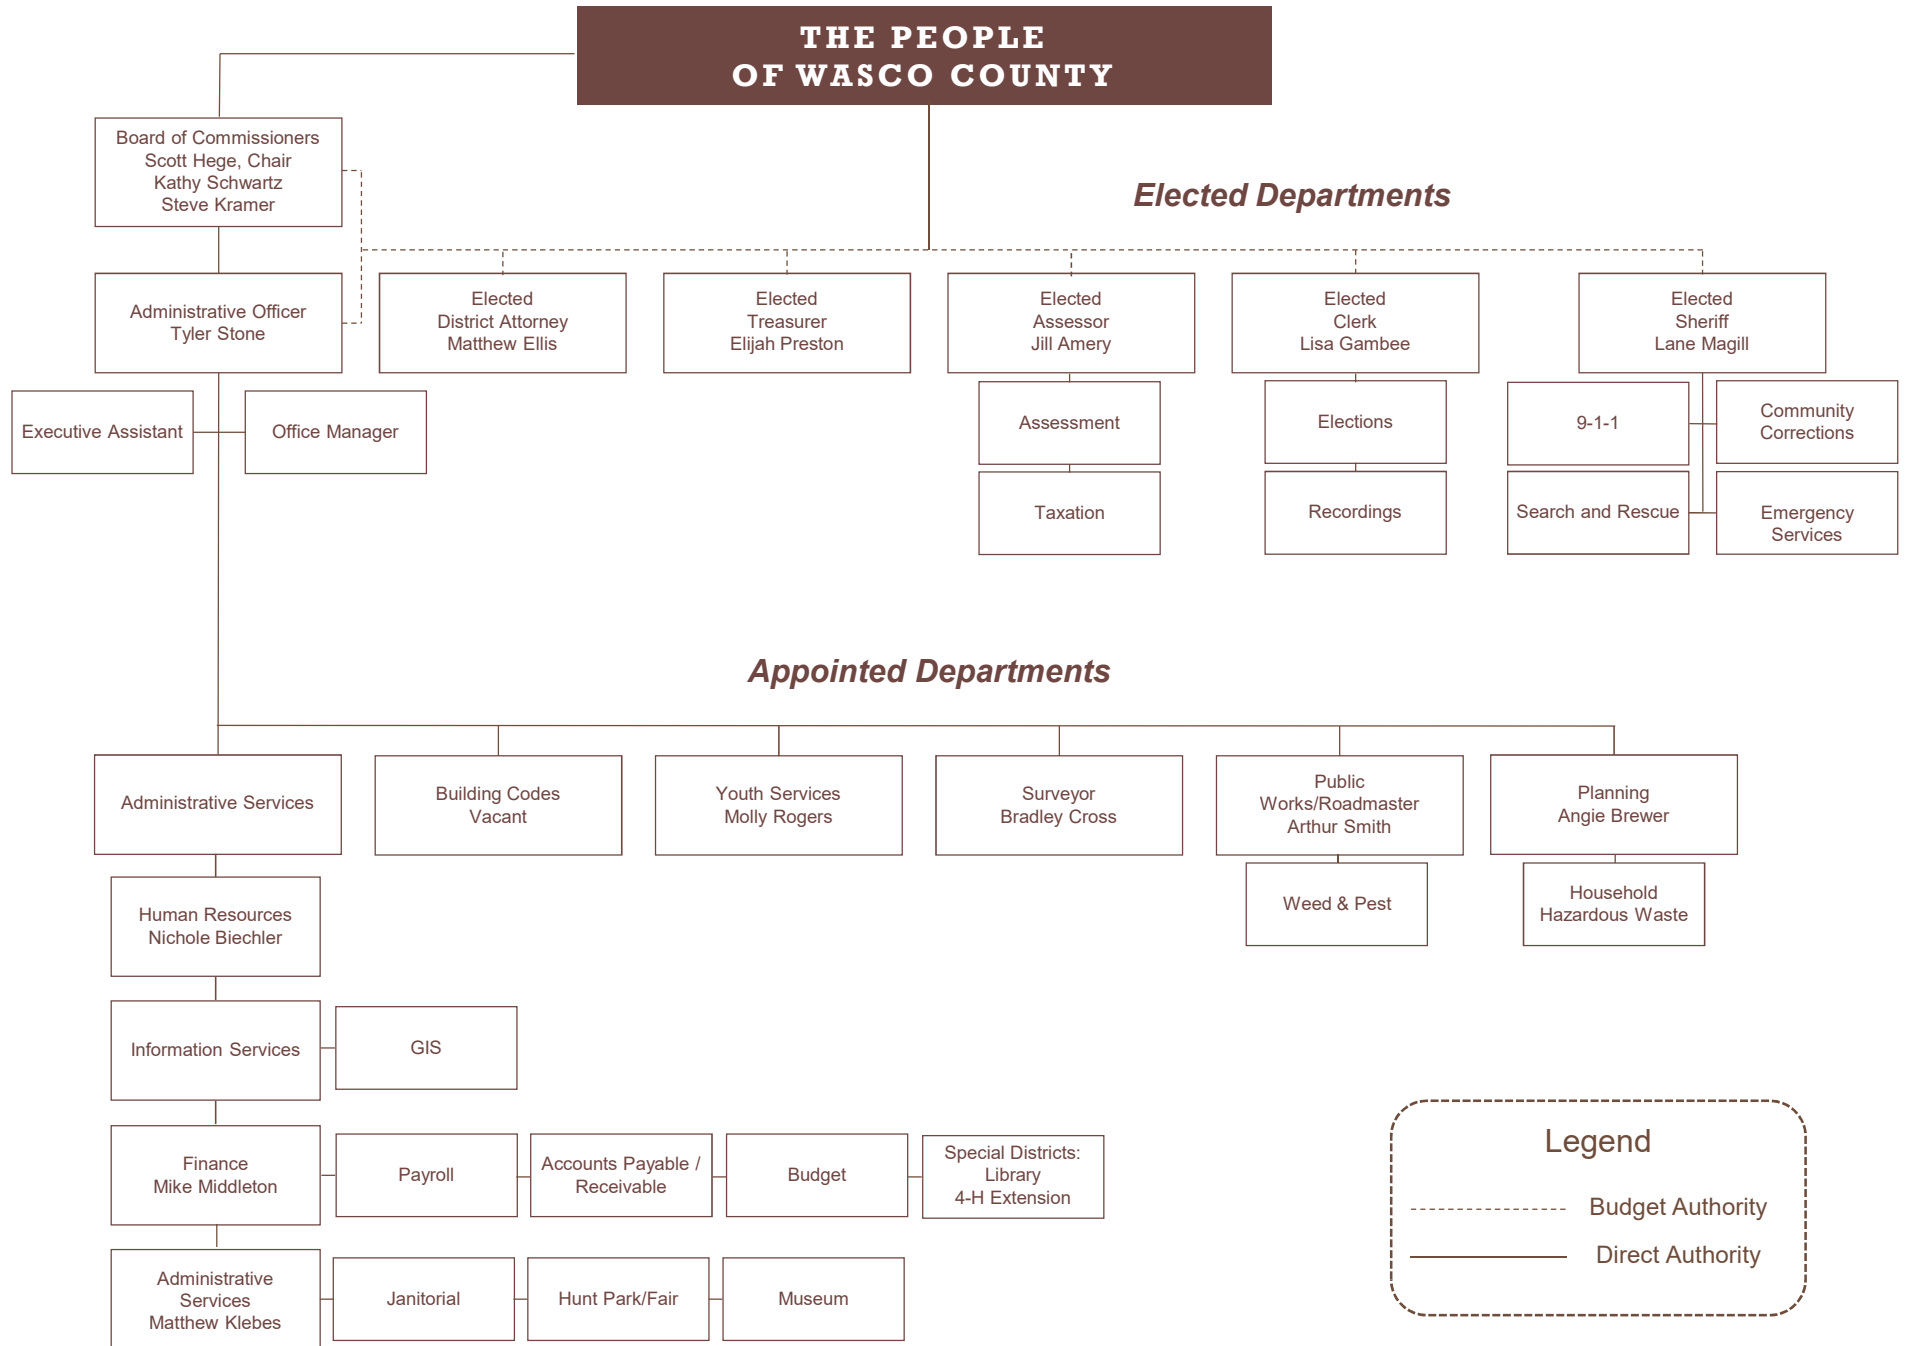 THE PEOPLE
OF WASCO COUNTY
Board of Commissioners
Scott Hege, Chair
Kathy Schwartz
Steve Kramer
Elected Departments
Administrative Officer
Tyler Stone
Elected
District Attorney
Matthew Ellis
Elected
Treasurer
Elijah Preston
Elected
Assessor
Jill Amery
Elected
Clerk
Lisa Gambee
Elected
Sheriff
Lane Magill
Executive Assistant
Office Manager
Assessment
Taxation
Elections
Recordings
9-1-1
Community
Corrections
Search and Rescue
Emergency
Services
Appointed Departments
Administrative Services
Building Codes
Vacant
Youth Services
Molly Rogers
Surveyor
Bradley Cross
Public
Works/Roadmaster
Arthur Smith
Planning
Angie Brewer
Weed & Pest
Household
Hazardous Waste
Human Resources
Nichole Biechler
Information Services
GIS
Finance
Mike Middleton
Payroll
Accounts Payable /
Receivable
Budget
Special Districts:
Library
4-H Extension
Administrative
Services
Matthew Klebes
Janitorial
Hunt Park/Fair
Museum
Legend
Budget Authority
Direct Authority